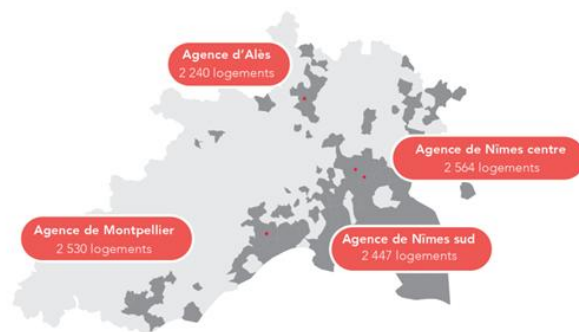 Agence d'Alès
2 240 logements
Agence de Nîmes centre
2 564 logements
Agence de Montpellier
2 530 logements
Agence de Nîmes sud
2 447 logements